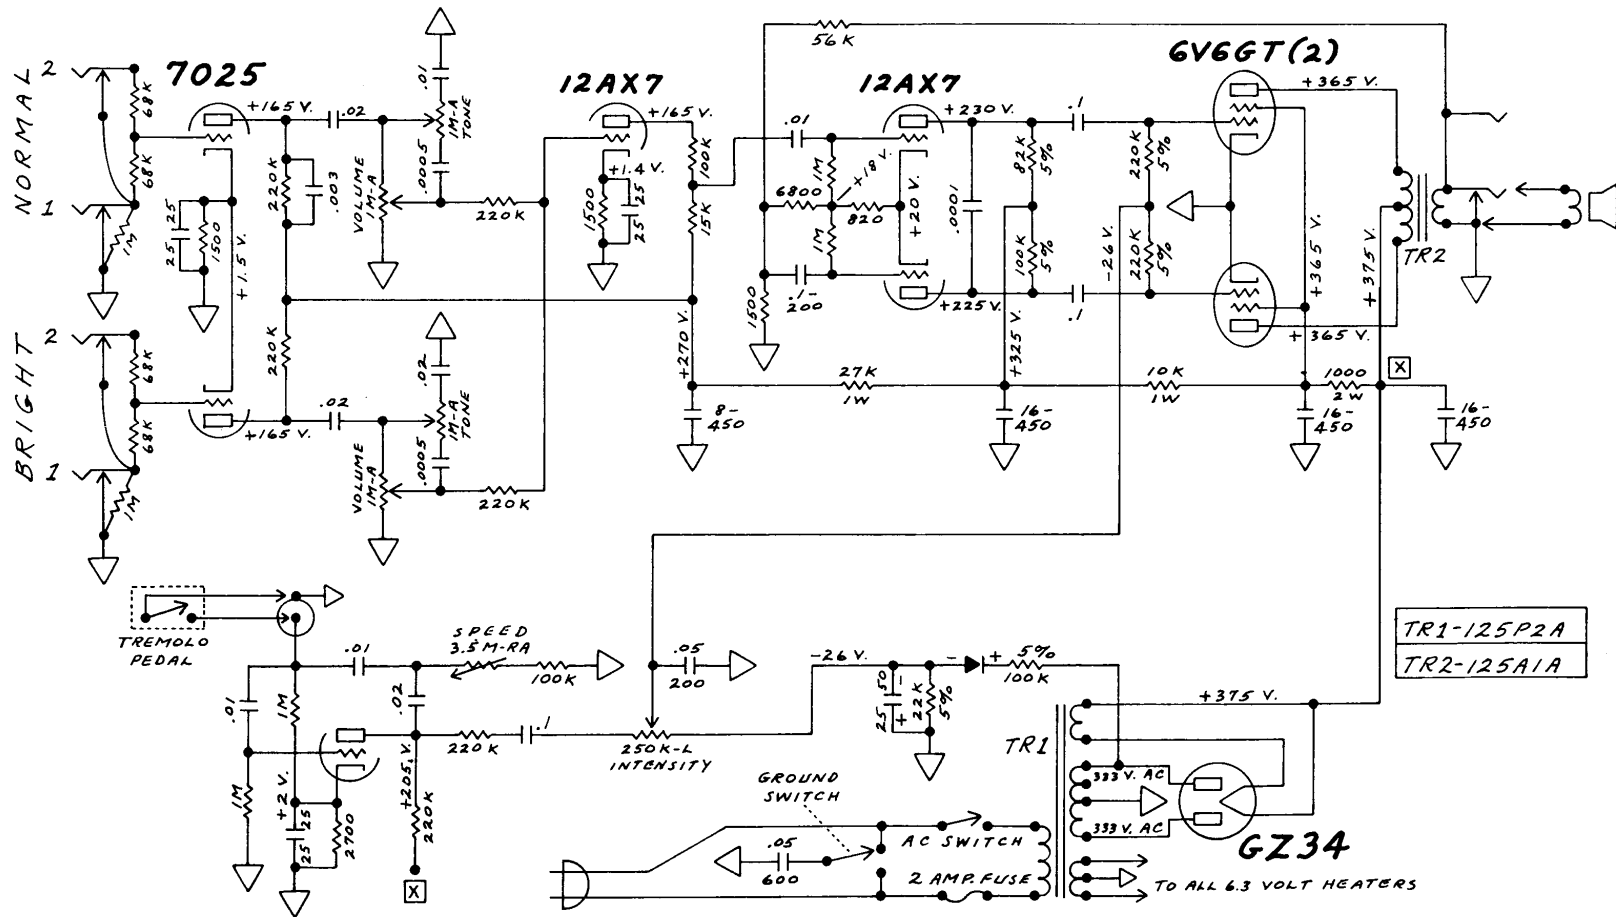 NORMAL
2
1
68K
68K
1M
7025
+165 V.
.02
220K
.003
25
25
1500
+1.5 V.
VOLUME
1M-A
.01
1M-A
TONE
.0005
220K
12AX7
+165 V.
+1.4 V.
1500
25
25
100K
15K
56K
12AX7
+230 V.
.01
1M
+18 V.
6800
820
1M
+20 V.
.1-
200
1500
+225 V.
.0001
82K
5%
100K
5%
.1
.1
220K
5%
220K
5%
-26 V.
6V6GT(2)
+365 V.
+365 V.
+365 V.
+375 V.
TR2
BRIGHT
2
1
68K
68K
1M
220K
+165 V.
.02
VOLUME
1M-A
.02
1M-A
TONE
.0005
220K
+270 V.
8-
450
27K
1W
+325 V.
16-
450
10K
1W
16-
450
1000
2W
X
16-
450
TREMOLO
PEDAL
.01
1M
1M
.01
SPEED
3.5 M-RA
100K
.02
+2 V.
25
25
2700
+205 V.
220K
X
220K
.1
250K-L
INTENSITY
.05
200
-26 V.
-
+
5%
100K
50
25
-
+
22K
5%
TR1-125P2A
TR2-125A1A
+375 V.
TR1
333 V. AC
333 V. AC
GZ34
GROUND
SWITCH
.05
600
AC SWITCH
2 AMP. FUSE
TO ALL 6.3 VOLT HEATERS